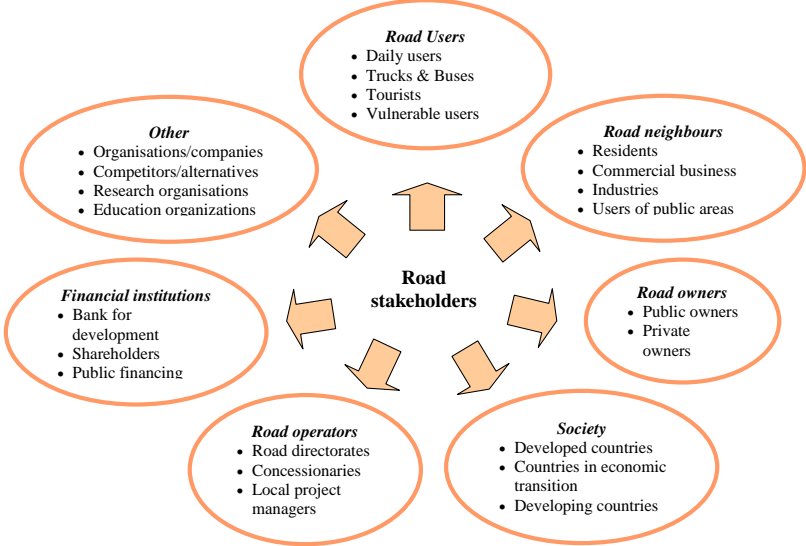 Road Users
• Daily users
• Trucks & Buses
• Tourists
• Vulnerable users
Other
• Organisations/companies
• Competitors/alternatives
• Research organisations
• Education organizations
Road neighbours
• Residents
• Commercial business
• Industries
• Users of public areas
Road
stakeholders
Financial institutions
• Bank for
development
• Shareholders
• Public financing
Road owners
• Public owners
• Private
owners
Road operators
• Road directorates
• Concessionaries
• Local project
managers
Society
• Developed countries
• Countries in economic
transition
• Developing countries